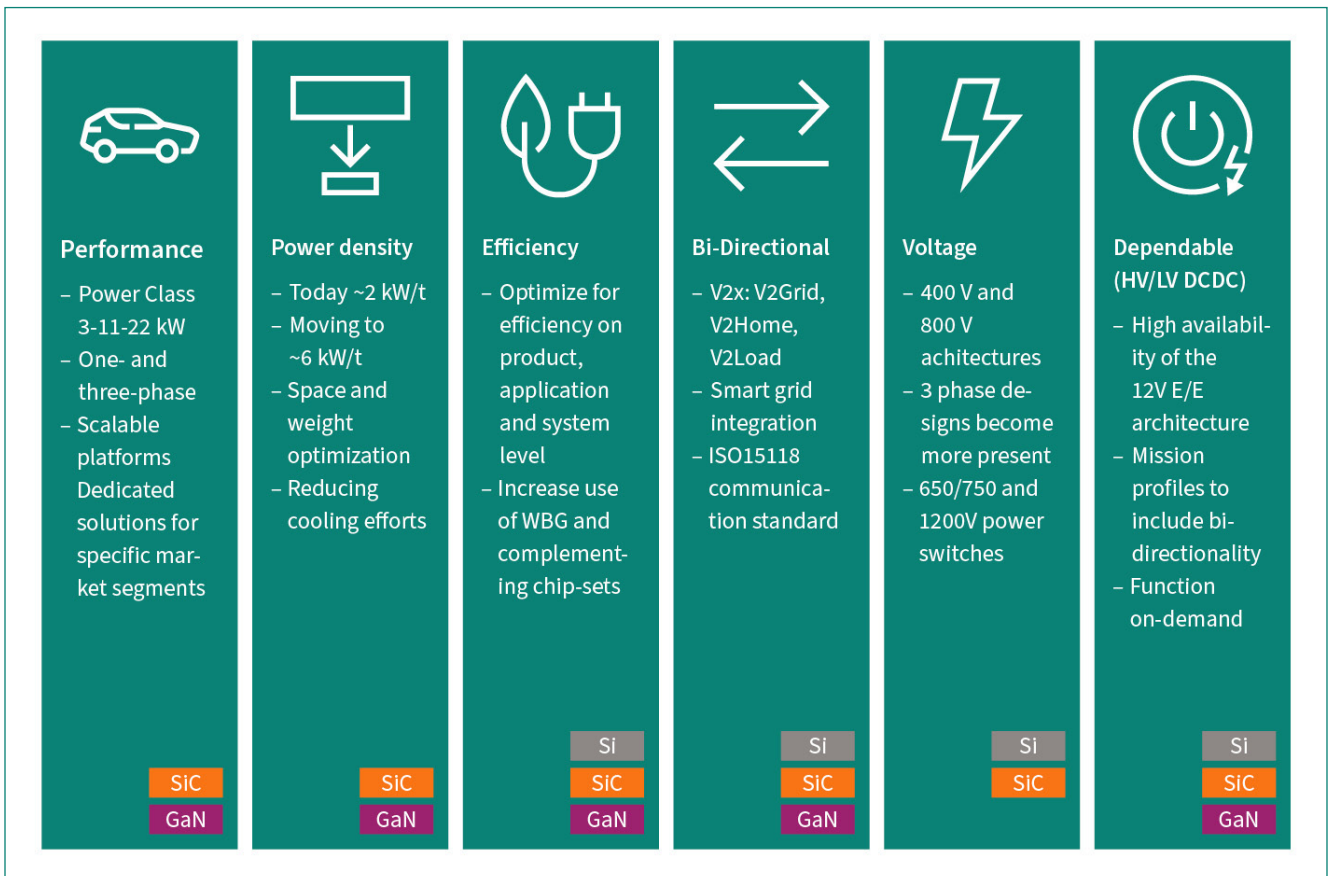 Performance
– Power Class
3-11-22 kW
– One- and
three-phase
– Scalable
platforms
Dedicated
solutions for
specific mar-
ket segments
SiC
GaN
Power density
– Today ~2 kW/t
– Moving to
~6 kW/t
– Space and
weight
optimization
– Reducing
cooling efforts
SiC
GaN
Efficiency
– Optimize for
efficiency on
product,
application
and system
level
– Increase use
of WBG and
complement-
ing chip-sets
Si
SiC
GaN
Bi-Directional
– V2x: V2Grid,
V2Home,
V2Load
– Smart grid
integration
– ISO15118
communica-
tion standard
Si
SiC
GaN
Voltage
– 400 V and
800 V
achitectures
– 3 phase de-
signs become
more present
– 650/750 and
1200V power
switches
Si
SiC
Dependable
(HV/LV DCDC)
– High availabil-
ity of the
12V E/E
architecture
– Mission
profiles to
include bi-
directionality
– Function
on-demand
Si
SiC
GaN